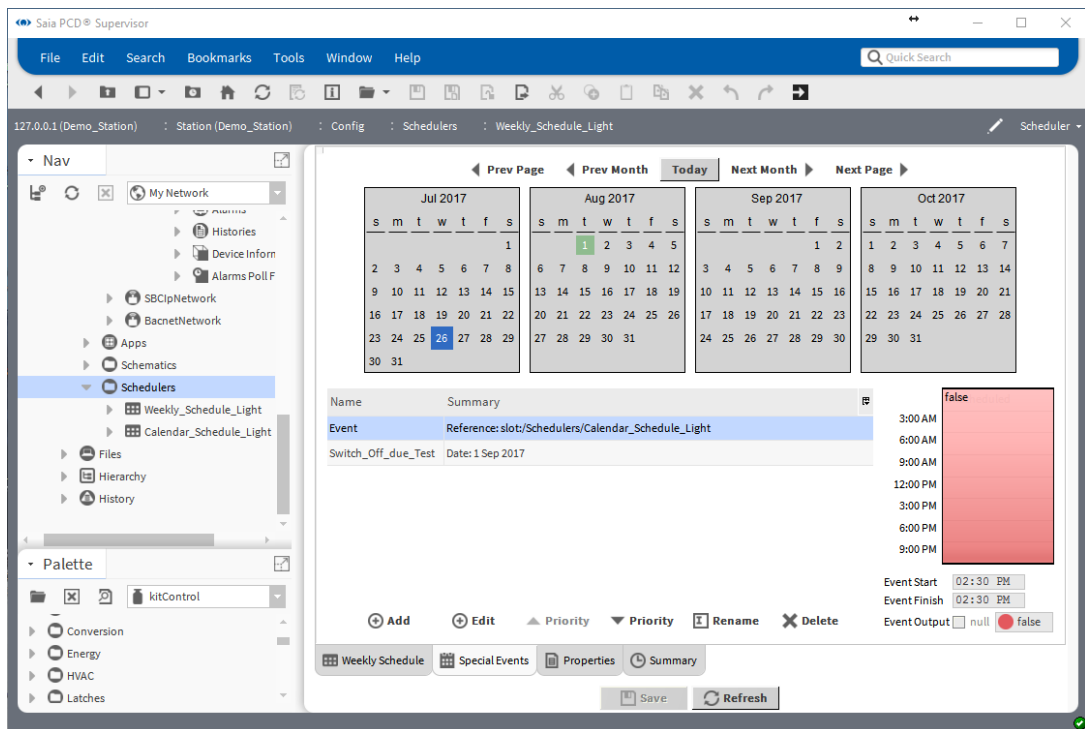 Saia PCD® Supervisor
File Edit Search Bookmarks Tools Window Help Quick Search
127.0.0.1 (Demo_Station) : Station (Demo_Station) : Config : Schedulers : Weekly_Schedule_Light Scheduler
Nav
My Network
Alarms
Histories
Device Inforn
Alarms Poll F
SBCIpNetwork
BacnetNetwork
Apps
Schematics
Schedulers
Weekly_Schedule_Light
Calendar_Schedule_Light
Files
Hierarchy
History
Palette
kitControl
Conversion
Energy
HVAC
Latches
Prev Page Prev Month Today Next Month Next Page
Jul 2017
s m t w t f s
1
2 3 4 5 6 7 8
9 10 11 12 13 14 15
16 17 18 19 20 21 22
23 24 25 26 27 28 29
30 31
Aug 2017
s m t w t f s
1 2 3 4 5
6 7 8 9 10 11 12
13 14 15 16 17 18 19
20 21 22 23 24 25 26
27 28 29 30 31
Sep 2017
s m t w t f s
1 2
3 4 5 6 7 8 9
10 11 12 13 14 15 16
17 18 19 20 21 22 23
24 25 26 27 28 29 30
Oct 2017
s m t w t f s
1 2 3 4 5 6 7
8 9 10 11 12 13 14
15 16 17 18 19 20 21
22 23 24 25 26 27 28
29 30 31
Name Summary
Event Reference: slot:/Schedulers/Calendar_Schedule_Light
Switch_Off_due_Test Date: 1 Sep 2017
false
3:00 AM
6:00 AM
9:00 AM
12:00 PM
3:00 PM
6:00 PM
9:00 PM
Event Start 02:30 PM
Event Finish 02:30 PM
Event Output null false
Add Edit Priority Priority Rename Delete
Weekly Schedule Special Events Properties Summary
Save Refresh